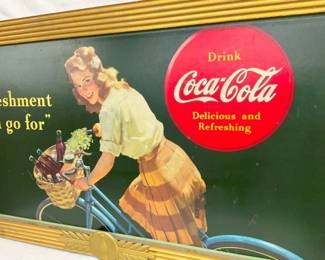 eshment
go for"
Drink
Coca-Cola
Delicious and
Refreshing